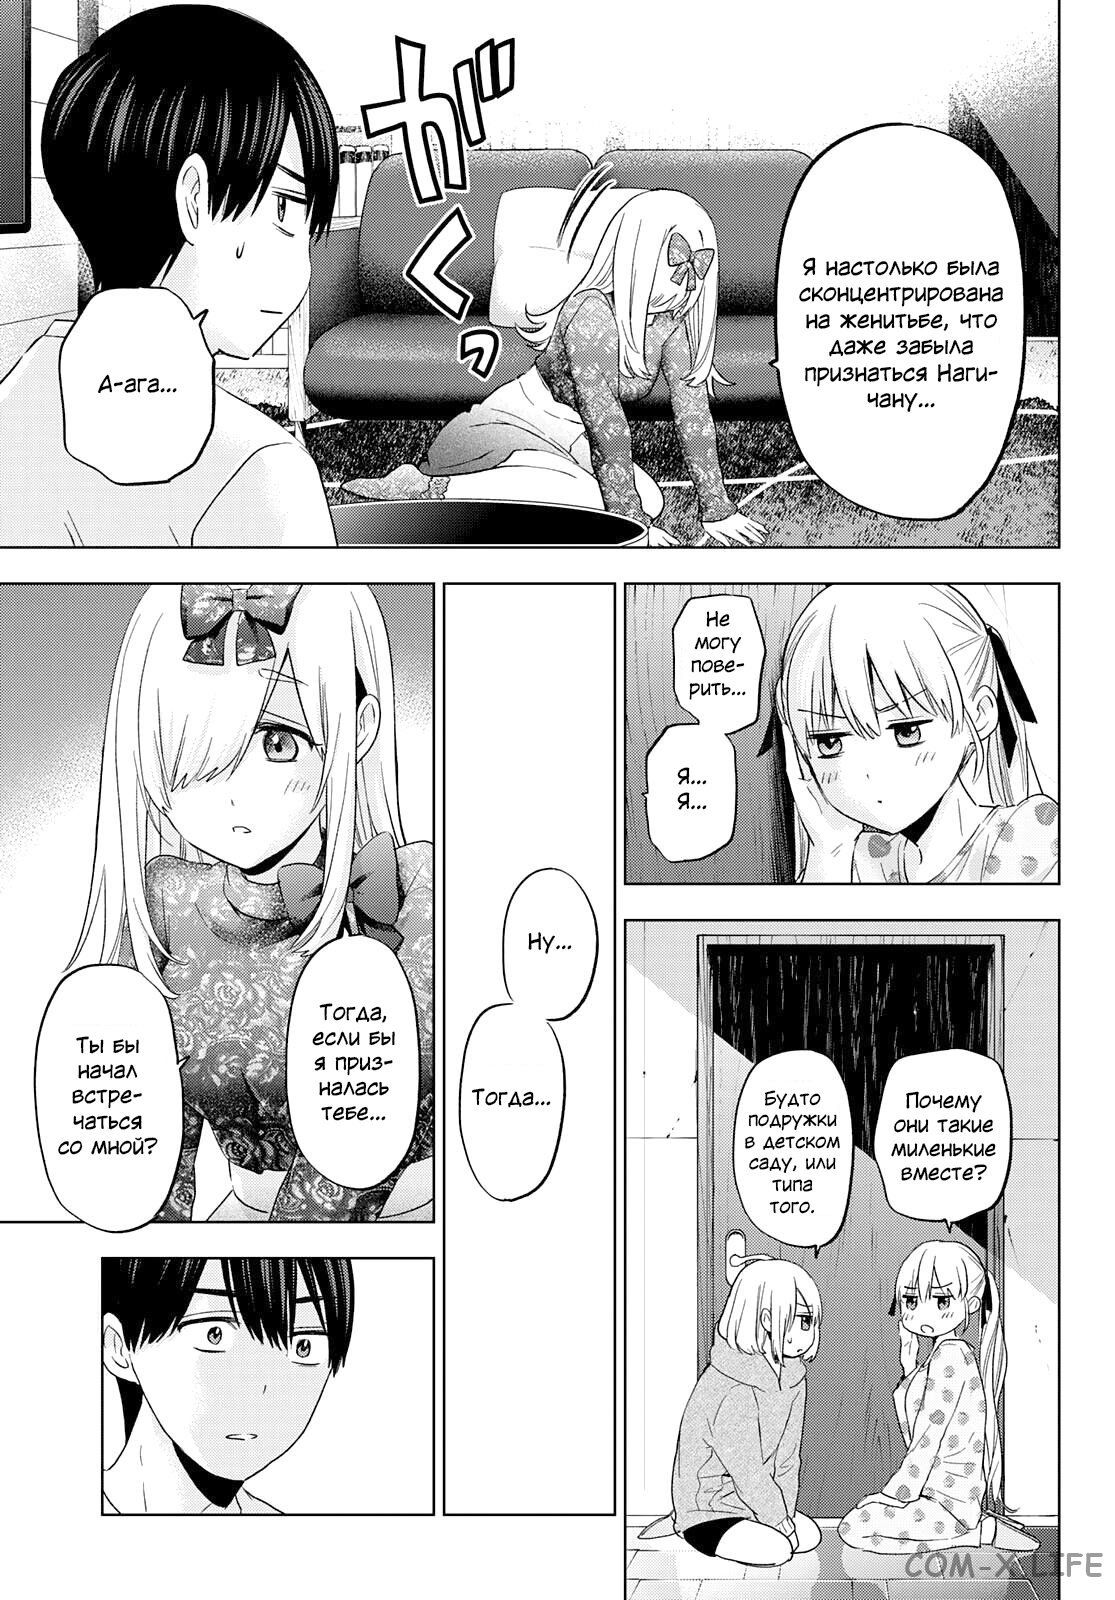 Я настолько была
сконцентрирована
на женитьбе, что
даже забыла
признаться Наги-
чану...
ガ
く
っ
А-ага...
Не
могу
пове-
рить...
Я...
Я...
Почему
они такие
миленькие
вместе?
Будто
подружки
в детском
саду, или
типа
того.
Ну...
Тогда...
Тогда,
если бы
я приз-
налась
тебе...
Ты бы
начал
встре-
чаться
со мной?
COM-X.LIFE